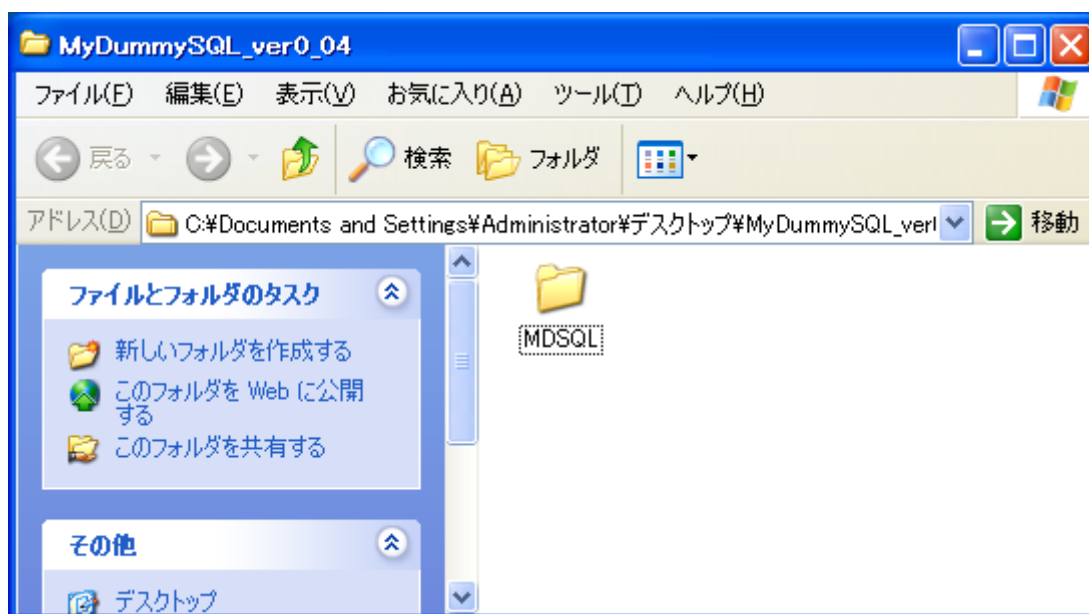 MyDummySQL_ver0_04
ファイル(F) 編集(E) 表示(V) お気に入り(A) ツール(T) ヘルプ(H)
戻る 検索 フォルダ
アドレス(D) C:¥Documents and Settings¥Administrator¥デスクトップ¥MyDummySQL_ver 移動
ファイルとフォルダのタスク
新しいフォルダを作成する
このフォルダを Web に公開
する
このフォルダを共有する
その他
デスクトップ
MDSQL